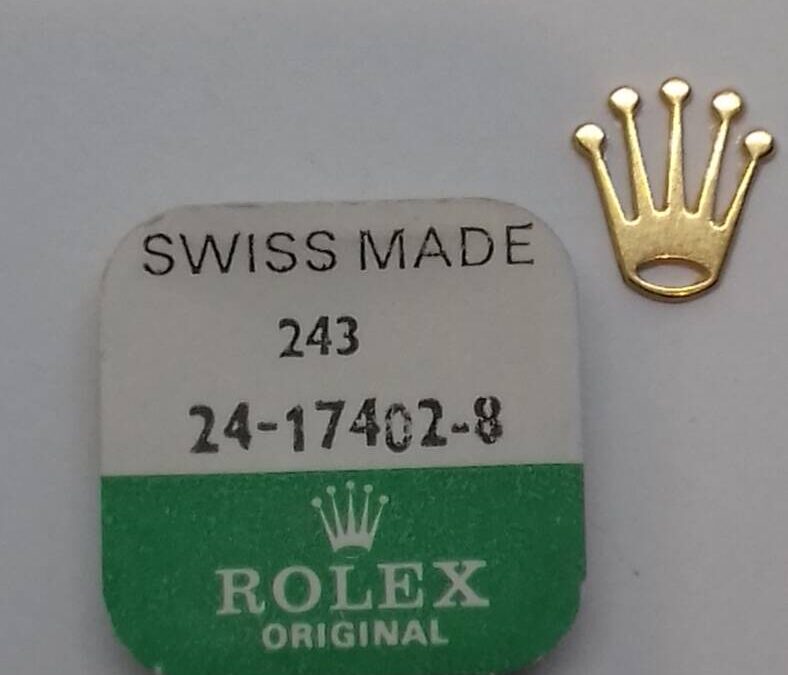 SWISS MADE
243
24-17402-8
ROLEX
ORIGINAL